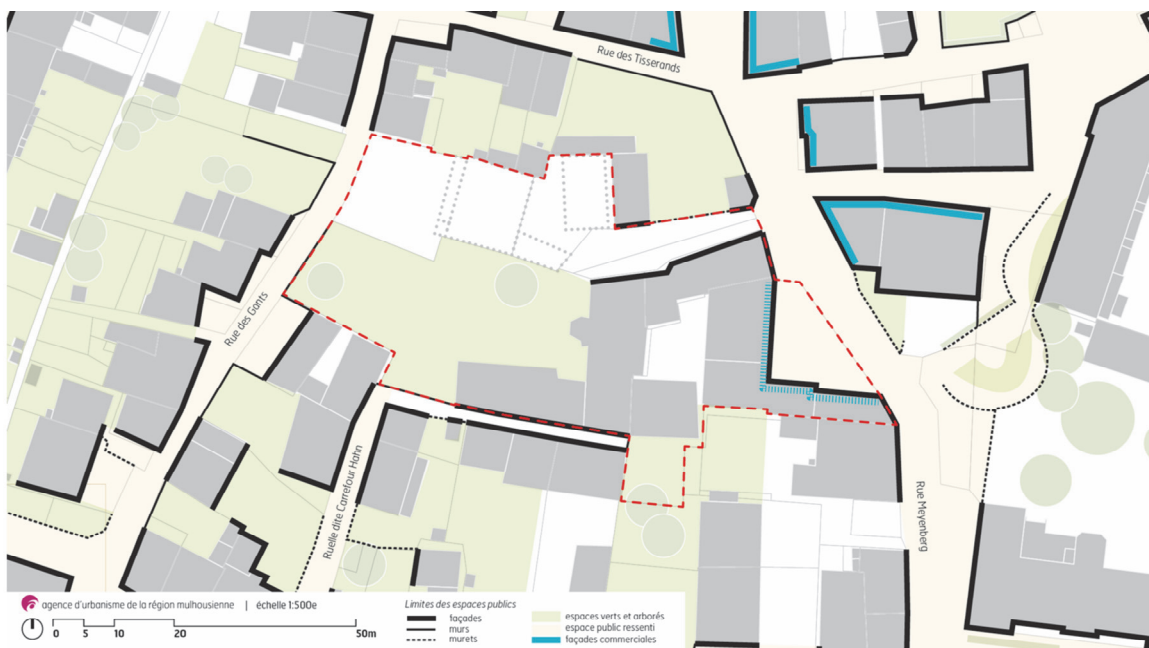 Rue des Tisserands
Rue des Gants
Ruelle dite Carrefour Hahn
Rue Meyenberg
agence d'urbanisme de la région mulhousienne | échelle 1:500e
0 5 10 20 50m
Limites des espaces publics
façades
murs
murets
espaces verts et arborés
espace public ressenti
façades commerciales